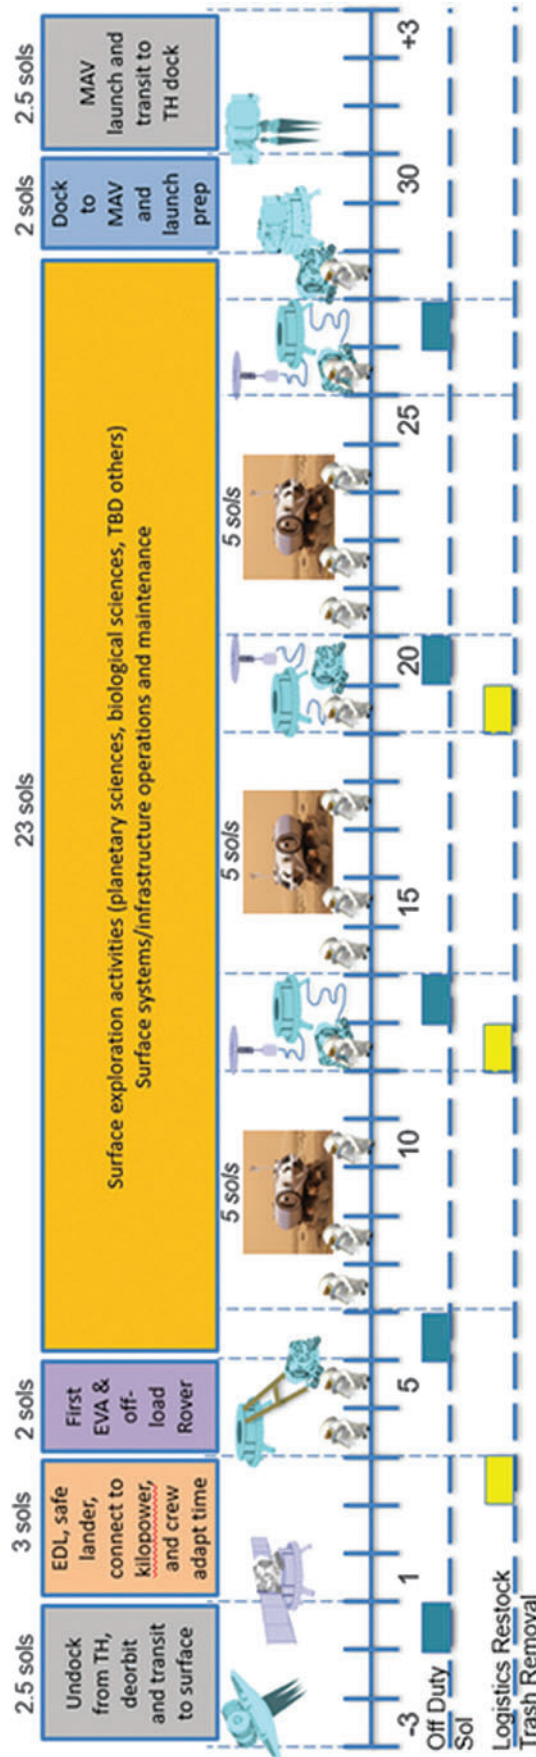 2.5 sols
3 sols
2 sols
23 sols
2 sols
2.5 sols
Undock
from TH,
deorbit
and transit
to surface
EDL, safe
lander,
connect to
kilopower,
and crew
adapt time
First
EVA &
off-
load
Rover
Surface exploration activities (planetary sciences, biological sciences, TBD others)
Surface systems/infrastructure operations and maintenance
Dock
to
MAV
and
launch
prep
MAV
launch and
transit to
TH dock
5 sols
5 sols
5 sols
-3
1
5
10
15
20
25
30
+3
Off Duty
Sol
Logistics Restock
Trash Removal